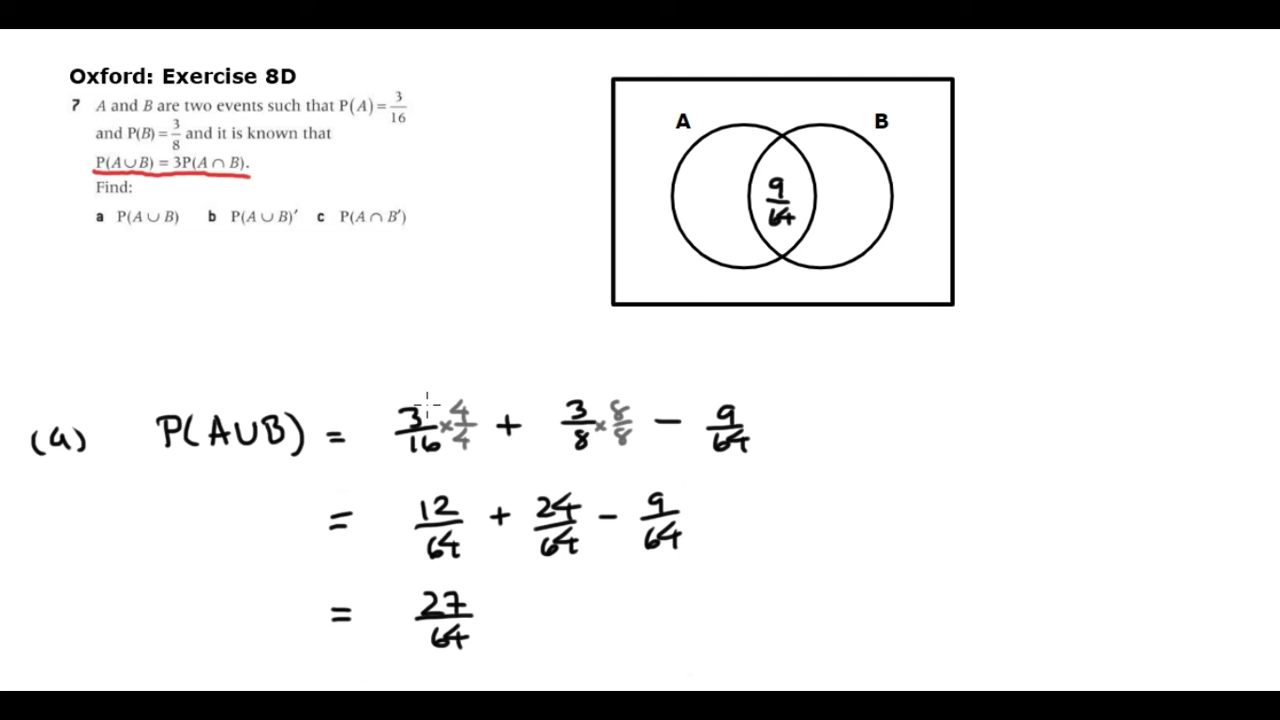 Oxford: Exercise 8D
7 A and B are two events such that P(A) = 3/16
and P(B) = 3/8 and it is known that
P(A ∪ B) = 3P(A ∩ B).
Find:
a P(A ∪ B) b P(A ∪ B)′ c P(A ∩ B′)
A B
9/64
(a) P(A∪B) = 3/16 × 4/4 + 3/8 × 8/8 − 9/64
= 12/64 + 24/64 − 9/64
= 27/64